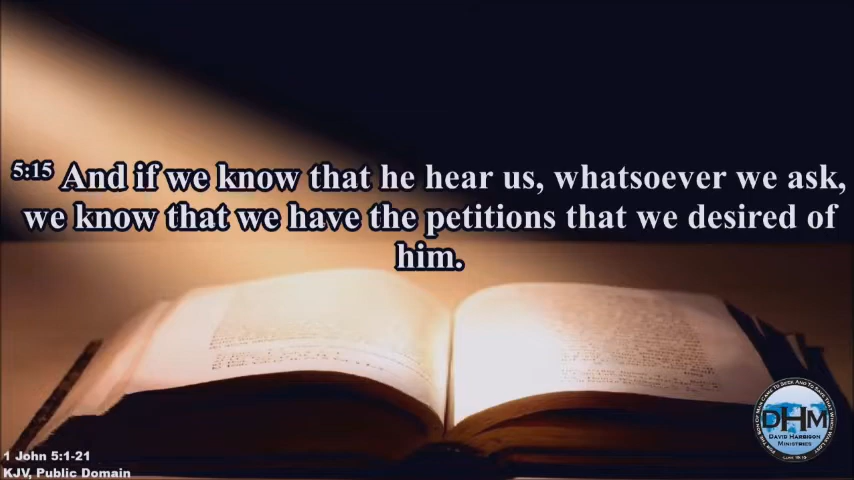 5:15 And if we know that he hear us, whatsoever we ask,
we know that we have the petitions that we desired of
him.
DHM
DAVID HARRISON
MINISTRIES
1 John 5:1-21
KJV, Public Domain